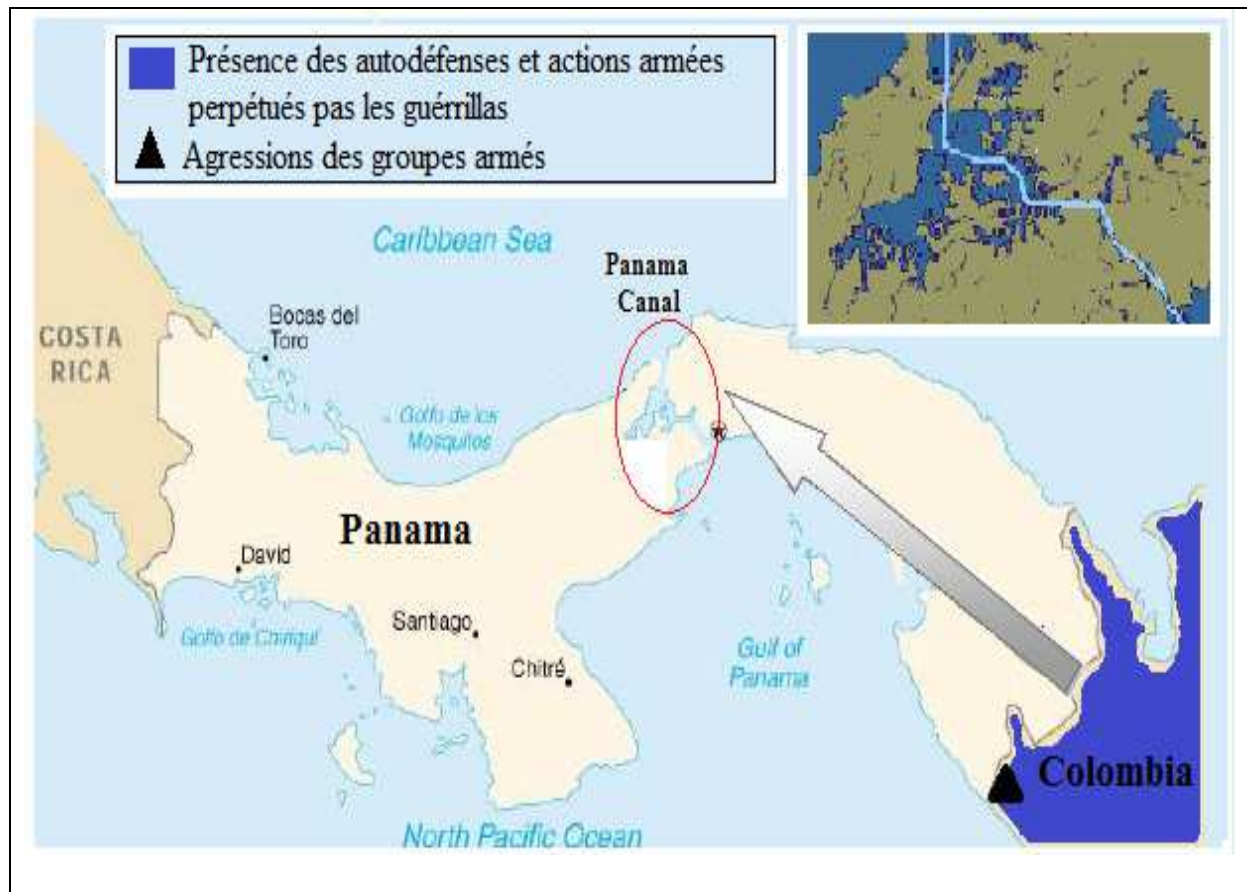 Présence des autodéfenses et actions armées
perpétués pas les guérrillas
Agressions des groupes armés
Caribbean Sea
Panama
Canal
Bocas del
Toro
COSTA
RICA
Golfo de los
Mosquitos
Panama
David
Santiago
Golfo de Chiriquí
Chitré
Gulf of
Panama
Colombia
North Pacific Ocean